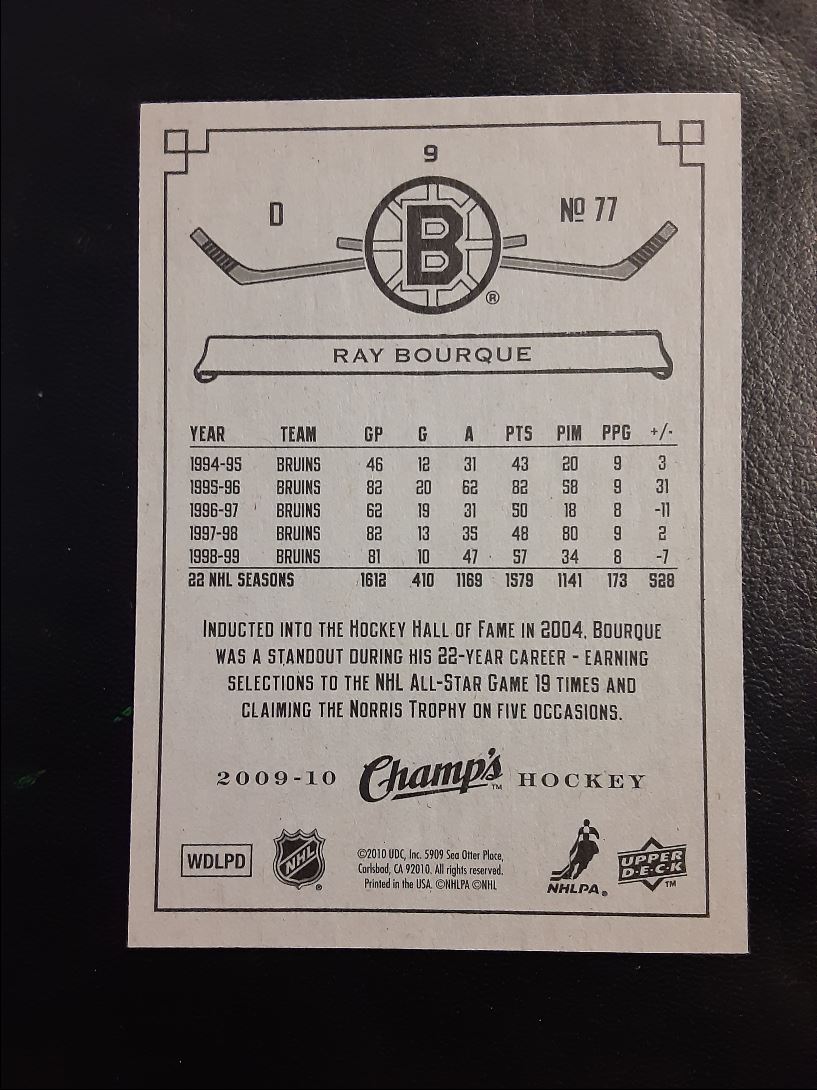 9
D
Nº 77
B
®
RAY BOURQUE
YEAR TEAM GP G A PTS PIM PPG +/-
1994-95 BRUINS 46 12 31 43 20 9 3
1995-96 BRUINS 82 20 62 82 58 9 31
1996-97 BRUINS 62 19 31 50 18 8 -11
1997-98 BRUINS 82 13 35 48 80 9 2
1998-99 BRUINS 81 10 47 57 34 8 -7
22 NHL SEASONS 1612 410 1169 1579 1141 173 528
INDUCTED INTO THE HOCKEY HALL OF FAME IN 2004, BOURQUE
WAS A STANDOUT DURING HIS 22-YEAR CAREER - EARNING
SELECTIONS TO THE NHL ALL-STAR GAME 19 TIMES AND
CLAIMING THE NORRIS TROPHY ON FIVE OCCASIONS.
2009-10 Champ's™ HOCKEY
WDLPD
NHL®
©2010 UDC, Inc. 5909 Sea Otter Place,
Carlsbad, CA 92010. All rights reserved.
Printed in the USA. ©NHLPA ©NHL
NHLPA®
UPPER
D·E·C·K™